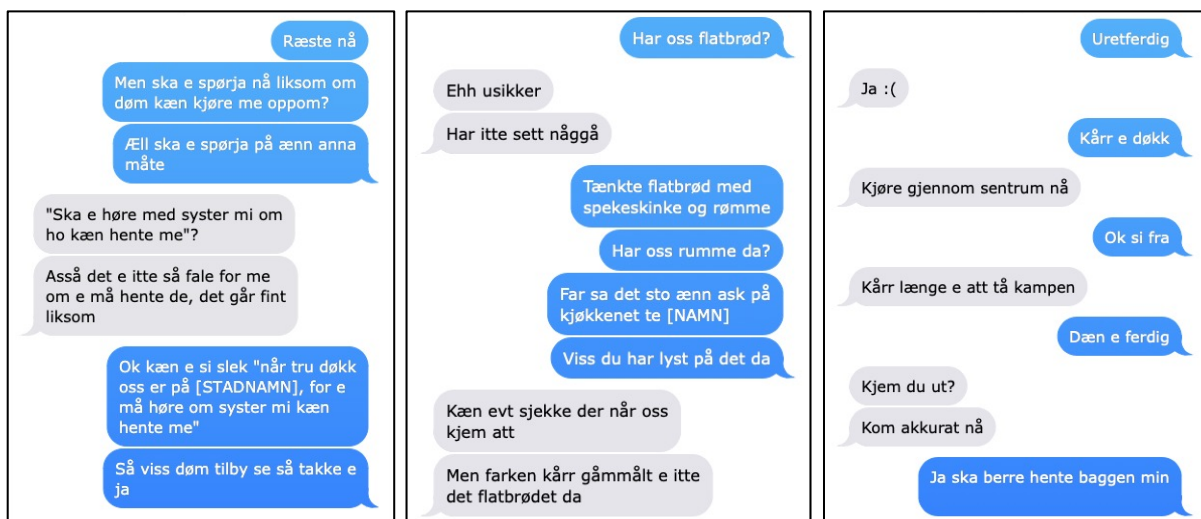 Ræste nå
Men ska e spørja nå liksom om
døm kæn kjøre me oppom?
Æll ska e spørja på ænn anna
måte
"Ska e høre med syster mi om
ho kæn hente me"?
Asså det e itte så fale for me
om e må hente de, det går fint
liksom
Ok kæn e si slek "når tru døkk
oss er på [STADNAMN], for e
må høre om syster mi kæn
hente me"
Så viss døm tilby se så takke e
ja
Har oss flatbrød?
Ehh usikker
Har itte sett någgå
Tænkte flatbrød med
spekeskinke og rømme
Har oss rumme da?
Far sa det sto ænn ask på
kjøkkenet te [NAMN]
Viss du har lyst på det da
Kæn evt sjekke der når oss
kjem att
Men farken kårr gåmmålt e itte
det flatbrødet da
Uretferdig
Ja :(
Kårr e døkk
Kjøre gjennom sentrum nå
Ok si fra
Kårr længe e att tå kampen
Dæn e ferdig
Kjem du ut?
Kom akkurat nå
Ja ska berre hente baggen min